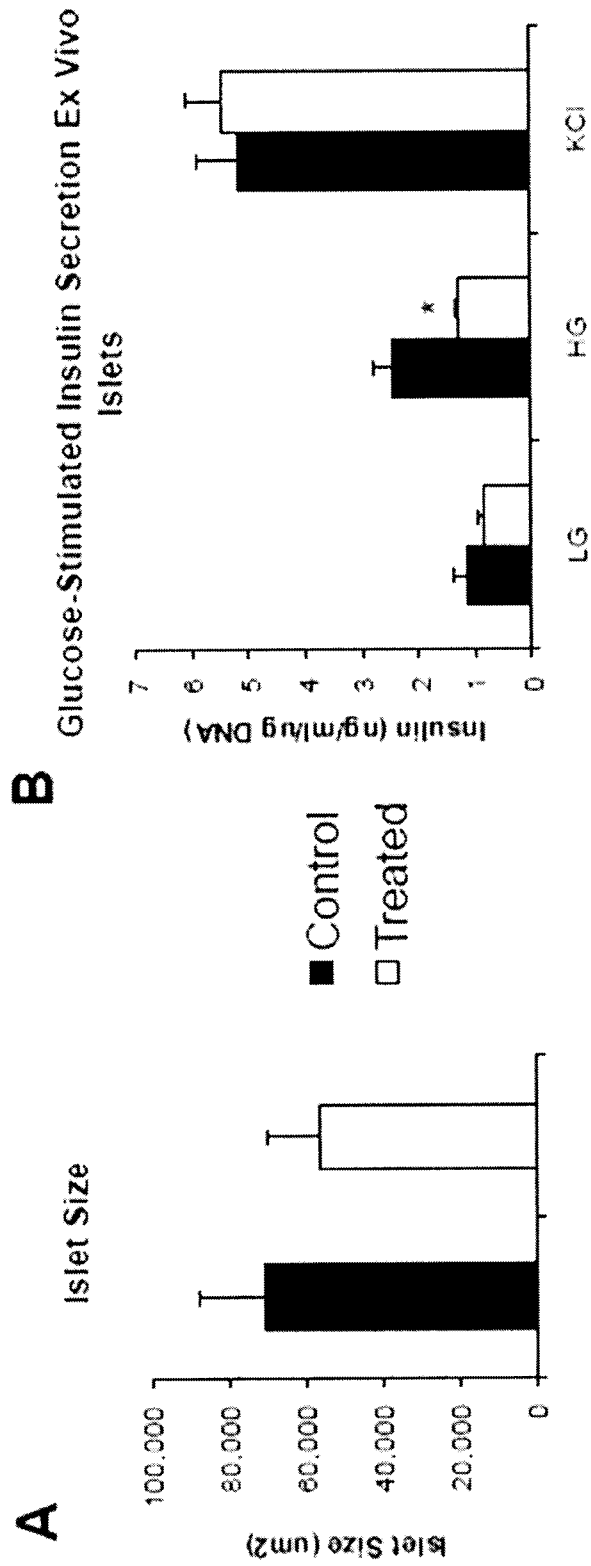 A
Islet Size
Islet Size (um2)
100.000
80.000
60.000
40.000
20.000
0
Control
Treated
B
Glucose-Stimulated Insulin Secretion Ex Vivo
Islets
Insulin (ng/ml/ug DNA)
7
6
5
4
3
2
1
0
*
LG
HG
KCl